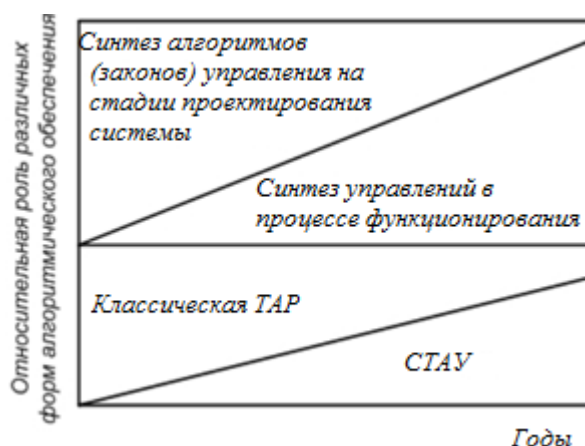 Относительная роль различных
форм алгоритмического обеспечения
Синтез алгоритмов
(законов) управления на
стадии проектирования
системы
Синтез управлений в
процессе функционирования
Классическая ТАР
СТАУ
Годы